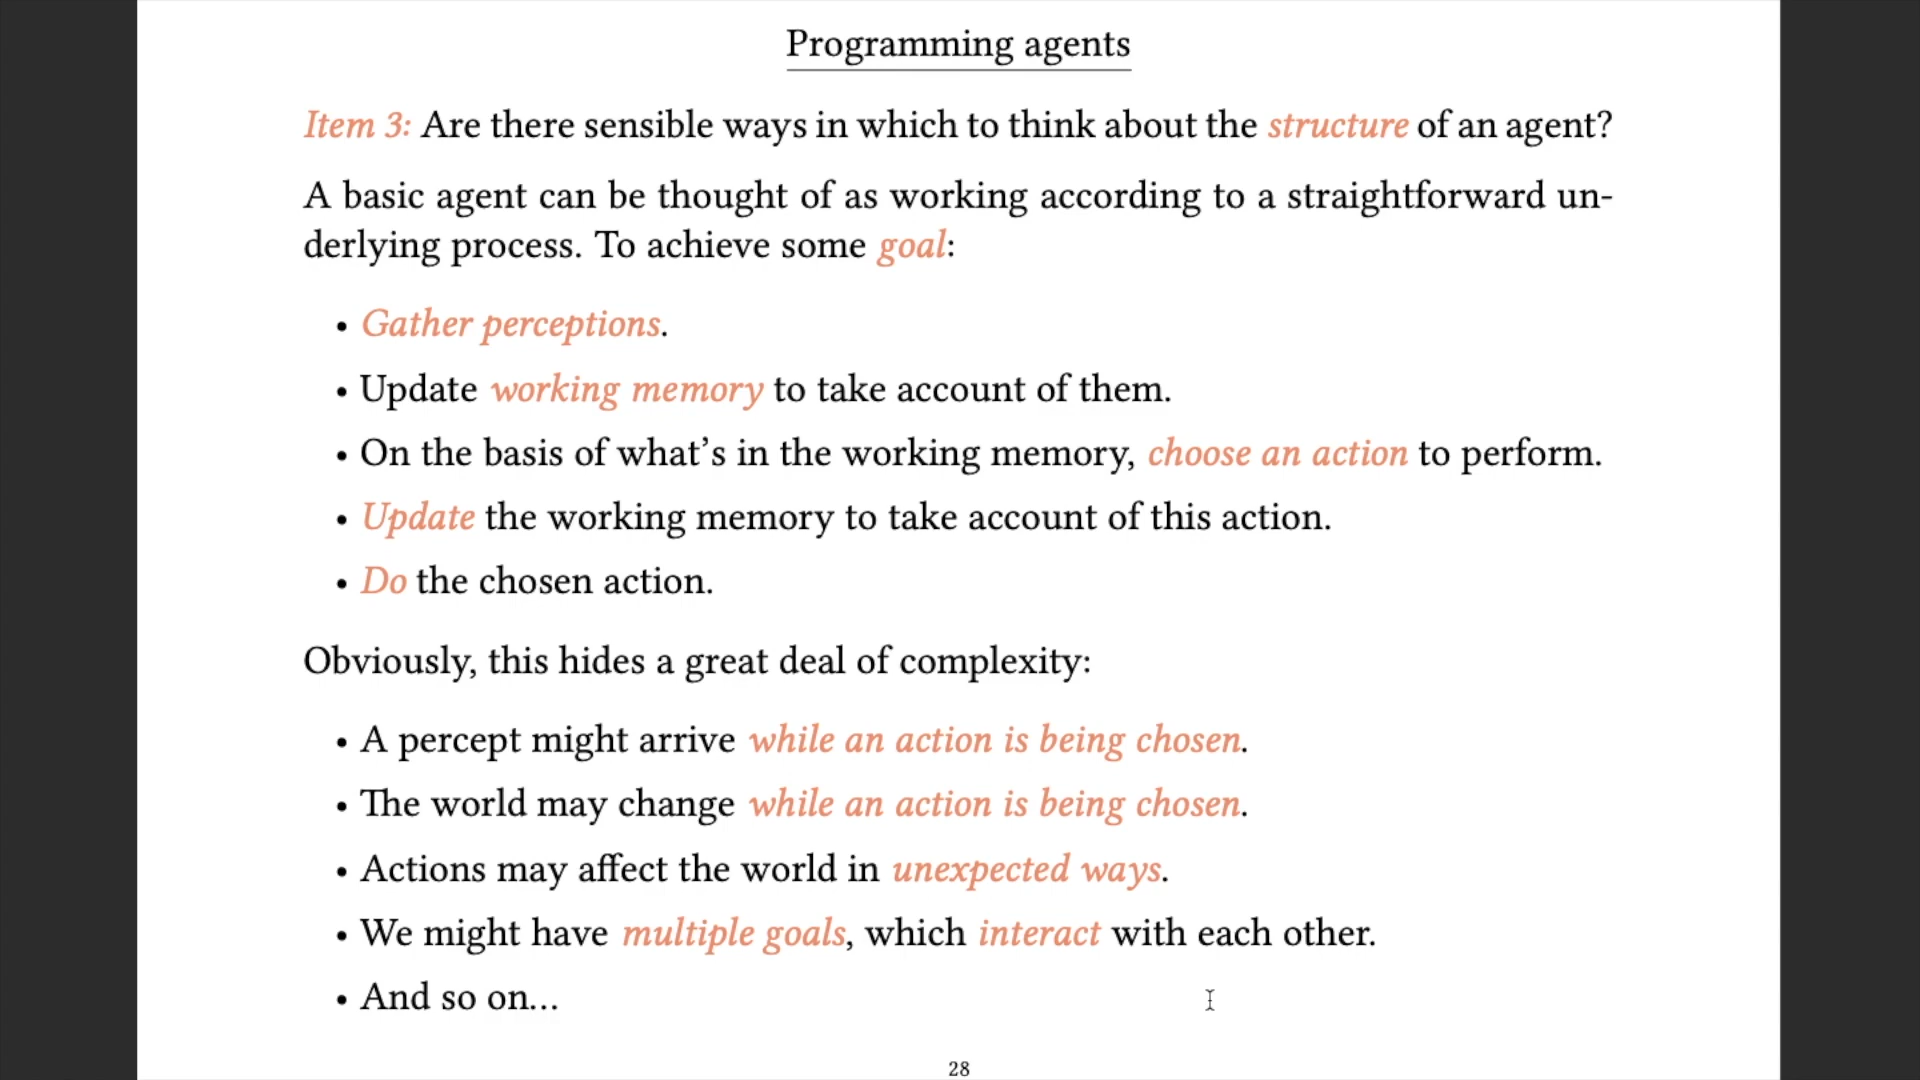 Programming agents
Item 3: Are there sensible ways in which to think about the structure of an agent?
A basic agent can be thought of as working according to a straightforward un-
derlying process. To achieve some goal:
• Gather perceptions.
• Update working memory to take account of them.
• On the basis of what’s in the working memory, choose an action to perform.
• Update the working memory to take account of this action.
• Do the chosen action.
Obviously, this hides a great deal of complexity:
• A percept might arrive while an action is being chosen.
• The world may change while an action is being chosen.
• Actions may affect the world in unexpected ways.
• We might have multiple goals, which interact with each other.
• And so on…
28